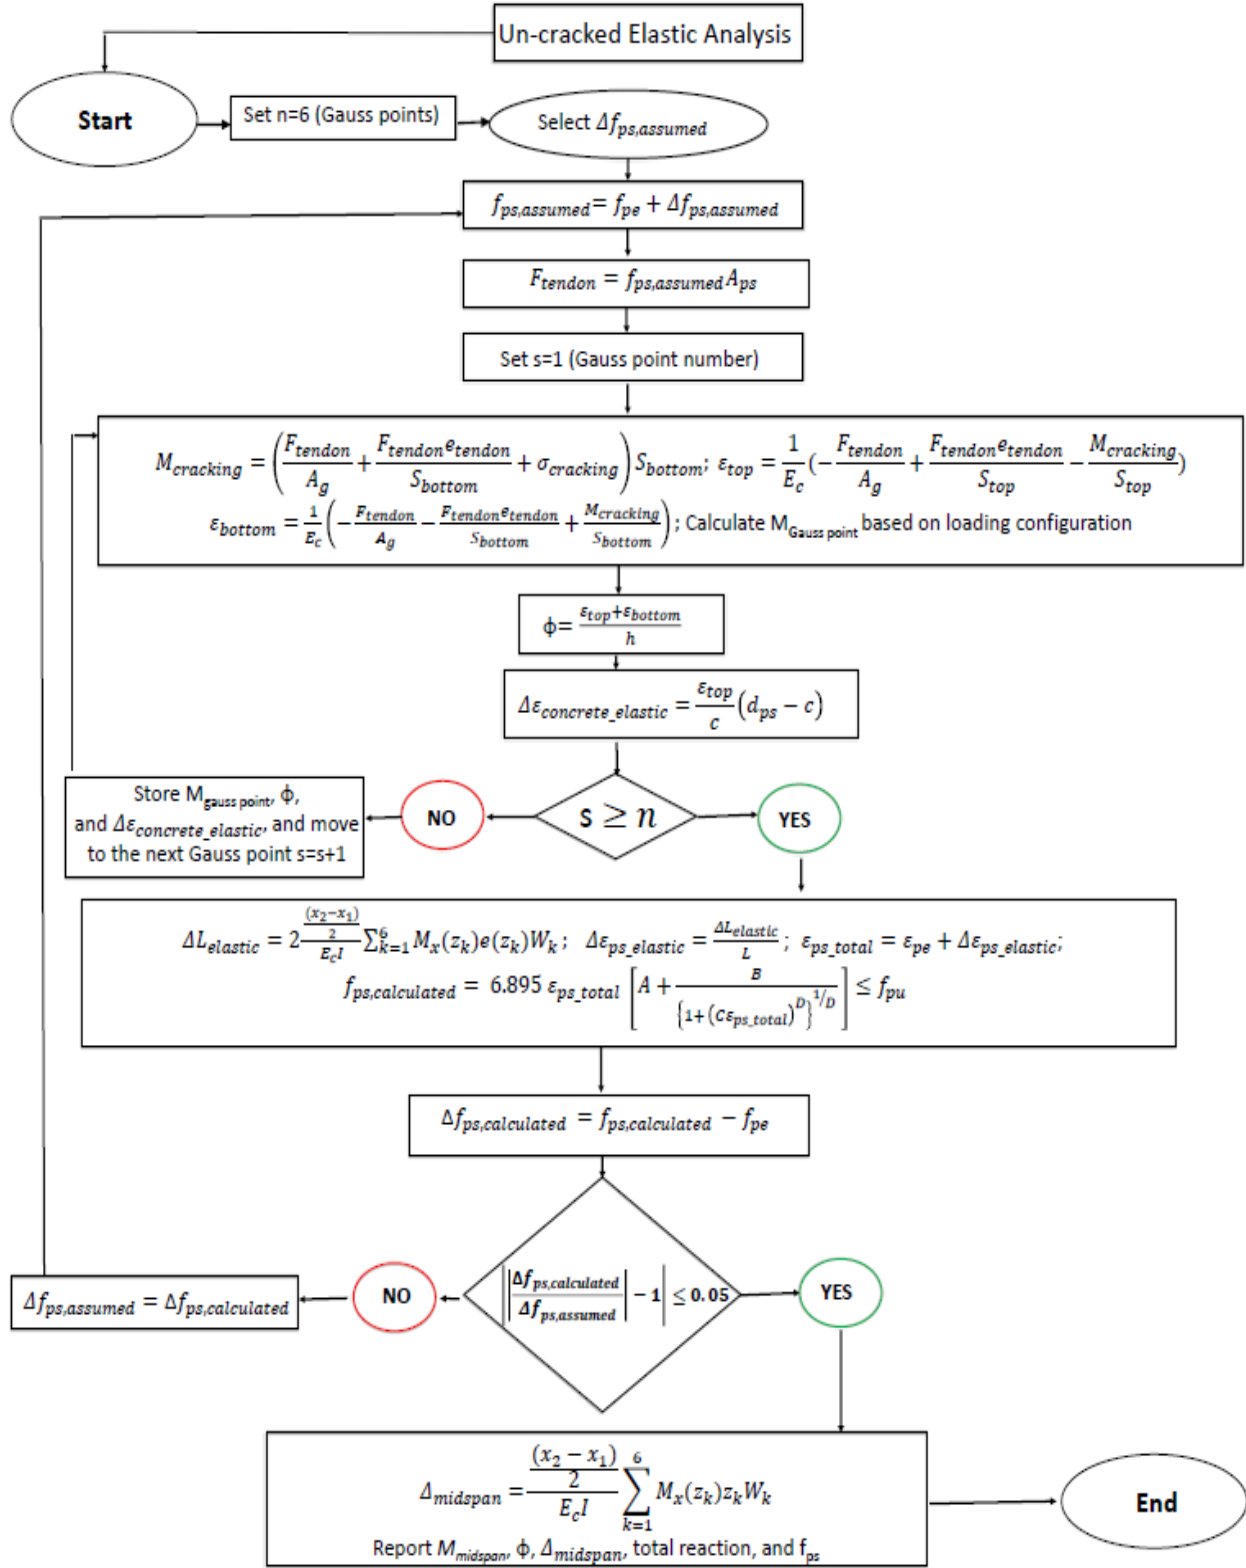 Un-cracked Elastic Analysis
Start
Set n=6 (Gauss points)
Select Δf_ps,assumed
f_ps,assumed = f_pe + Δf_ps,assumed
F_tendon = f_ps,assumed A_ps
Set s=1 (Gauss point number)
M_cracking = (F_tendon/A_g + F_tendon e_tendon/S_bottom + σ_cracking) S_bottom; ε_top = 1/E_c (−F_tendon/A_g + F_tendon e_tendon/S_top − M_cracking/S_top)
ε_bottom = 1/E_c (−F_tendon/A_g − F_tendon e_tendon/S_bottom + M_cracking/S_bottom); Calculate M_Gauss point based on loading configuration
ϕ= (ε_top+ε_bottom)/h
Δε_concrete_elastic = ε_top/c (d_ps − c)
S ≥ n
NO
YES
Store M_gauss point, ϕ,
and Δε_concrete_elastic, and move
to the next Gauss point s=s+1
ΔL_elastic = 2 ((x_2−x_1)/2)/(E_c I) ∑_{k=1}^{6} M_x(z_k)e(z_k)W_k; Δε_ps_elastic = ΔL_elastic/L; ε_ps_total = ε_pe + Δε_ps_elastic;
f_ps,calculated = 6.895 ε_ps_total [A + B/{1+(Cε_ps_total)^D}^{1/D}] ≤ f_pu
Δf_ps,calculated = f_ps,calculated − f_pe
||Δf_ps,calculated/Δf_ps,assumed| − 1| ≤ 0.05
NO
YES
Δf_ps,assumed = Δf_ps,calculated
Δ_midspan = ((x_2 − x_1)/2)/(E_c I) ∑_{k=1}^{6} M_x(z_k)z_k W_k
Report M_midspan, ϕ, Δ_midspan, total reaction, and f_ps
End